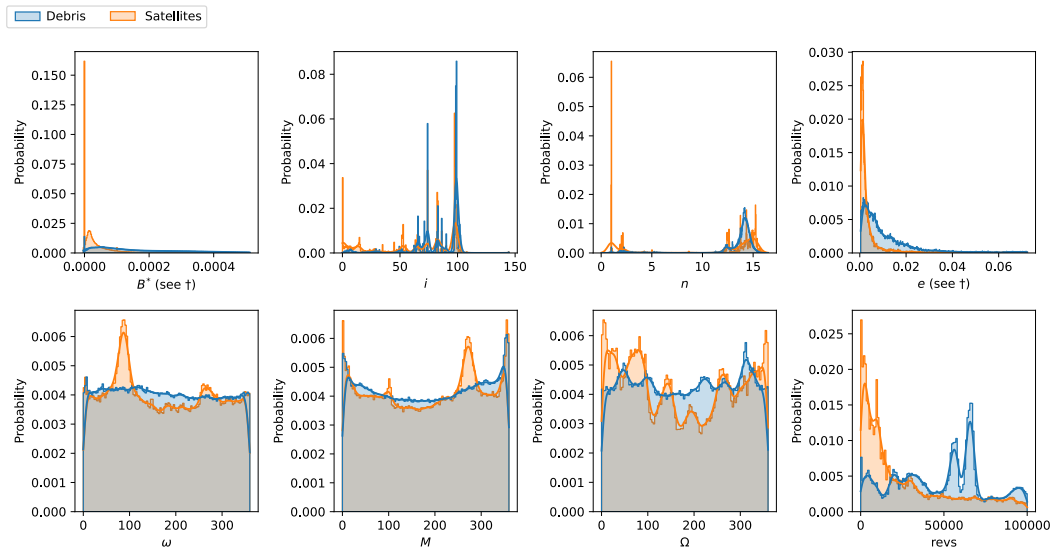 Debris Satellites
0.150
0.125
0.100
0.075
0.050
0.025
0.000
Probability
0.0000 0.0002 0.0004
B* (see †)
0.08
0.06
0.04
0.02
0.00
Probability
0 50 100 150
i
0.06
0.05
0.04
0.03
0.02
0.01
0.00
Probability
0 5 10 15
n
0.030
0.025
0.020
0.015
0.010
0.005
0.000
Probability
0.00 0.02 0.04 0.06
e (see †)
0.006
0.005
0.004
0.003
0.002
0.001
0.000
Probability
0 100 200 300
ω
0.006
0.005
0.004
0.003
0.002
0.001
0.000
Probability
0 100 200 300
M
0.006
0.005
0.004
0.003
0.002
0.001
0.000
Probability
0 100 200 300
Ω
0.025
0.020
0.015
0.010
0.005
0.000
Probability
0 50000 100000
revs